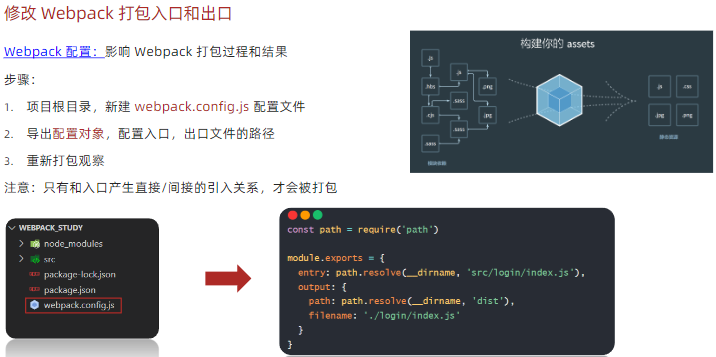 修改 Webpack 打包入口和出口
Webpack 配置：影响 Webpack 打包过程和结果
步骤：
1. 项目根目录，新建 webpack.config.js 配置文件
2. 导出配置对象，配置入口，出口文件的路径
3. 重新打包观察
注意：只有和入口产生直接/间接的引入关系，才会被打包
构建你的 assets
.js
.js
.hbs
.png
.sass
.cjs
.jpg
.sass
.sass
.js
.css
.jpg
.png
WEBPACK_STUDY
node_modules
src
package-lock.json
package.json
webpack.config.js
const path = require('path')
module.exports = {
entry: path.resolve(__dirname, 'src/login/index.js'),
output: {
path: path.resolve(__dirname, 'dist'),
filename: './login/index.js'
}
}